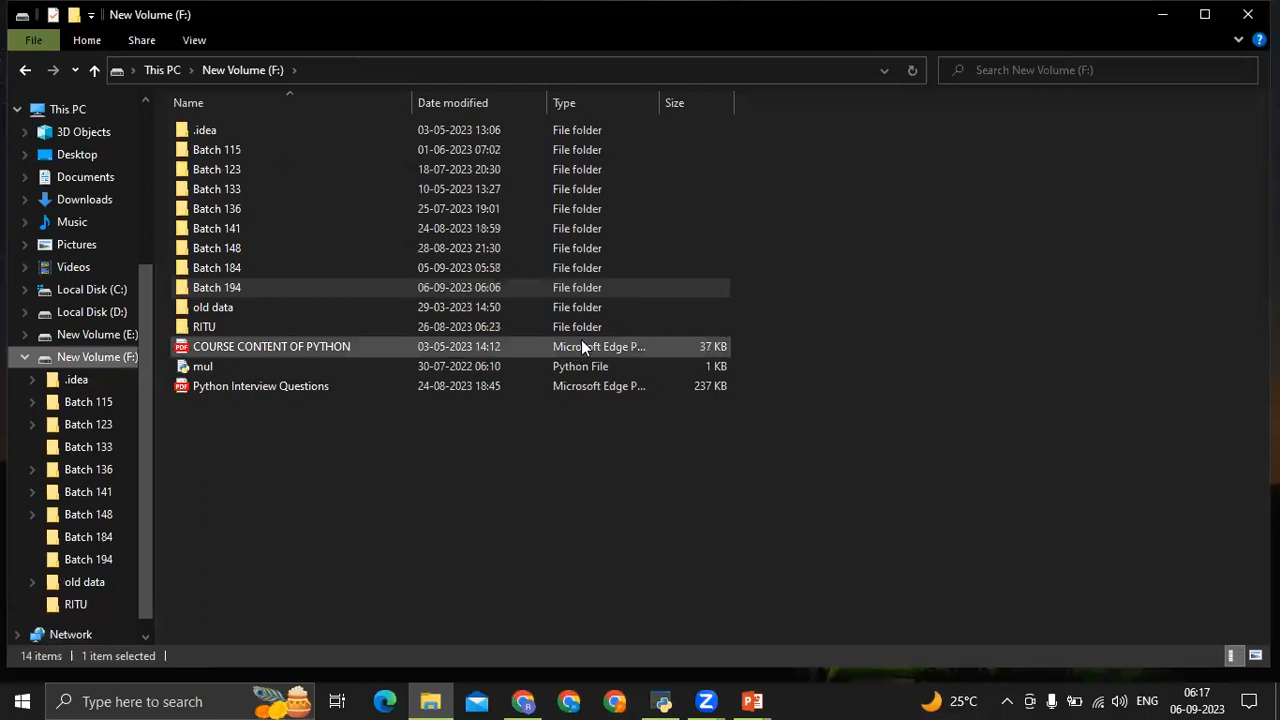 New Volume (F:)
File Home Share View
This PC New Volume (F:) Search New Volume (F:)
Name Date modified Type Size
This PC
3D Objects
Desktop
Documents
Downloads
Music
Pictures
Videos
Local Disk (C:)
Local Disk (D:)
New Volume (E:)
New Volume (F:)
.idea
Batch 115
Batch 123
Batch 133
Batch 136
Batch 141
Batch 148
Batch 184
Batch 194
old data
RITU
Network
.idea 03-05-2023 13:06 File folder
Batch 115 01-06-2023 07:02 File folder
Batch 123 18-07-2023 20:30 File folder
Batch 133 10-05-2023 13:27 File folder
Batch 136 25-07-2023 19:01 File folder
Batch 141 24-08-2023 18:59 File folder
Batch 148 28-08-2023 21:30 File folder
Batch 184 05-09-2023 05:58 File folder
Batch 194 06-09-2023 06:06 File folder
old data 29-03-2023 14:50 File folder
RITU 26-08-2023 06:23 File folder
COURSE CONTENT OF PYTHON 03-05-2023 14:12 Microsoft Edge P... 37 KB
mul 30-07-2022 06:10 Python File 1 KB
Python Interview Questions 24-08-2023 18:45 Microsoft Edge P... 237 KB
14 items 1 item selected
Type here to search 25°C ENG 06:17
06-09-2023